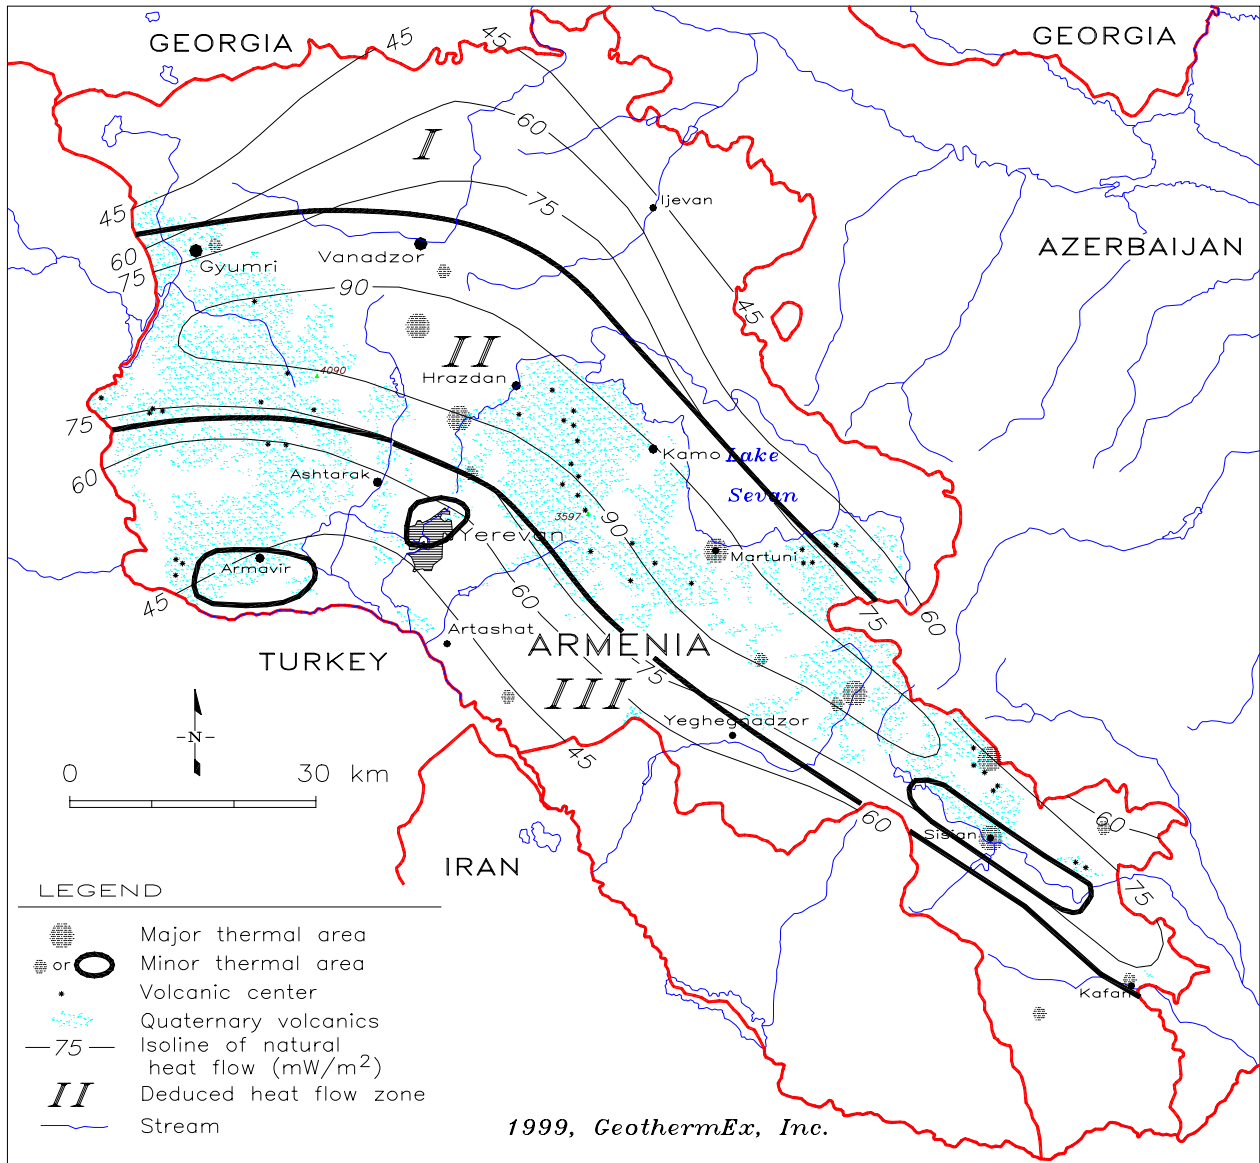 GEORGIA
45
45
GEORGIA
60
I
75
Ijevan
45
AZERBAIJAN
Gyumri
Vanadzor
60
75
90
45
II
4090
Hrazdan
75
Kamo
Lake
Sevan
60
Ashtarak
3597
90
Yerevan
Martuni
Armavir
45
60
75
60
Artashat
ARMENIA
TURKEY
III
75
Yeghegnadzor
45
-N-
0 30 km
60
60
Sisian
IRAN
75
Kafan
LEGEND
Major thermal area
or Minor thermal area
Volcanic center
Quaternary volcanics
75 Isoline of natural
heat flow (mW/m²)
II Deduced heat flow zone
Stream
1999, GeothermEx, Inc.